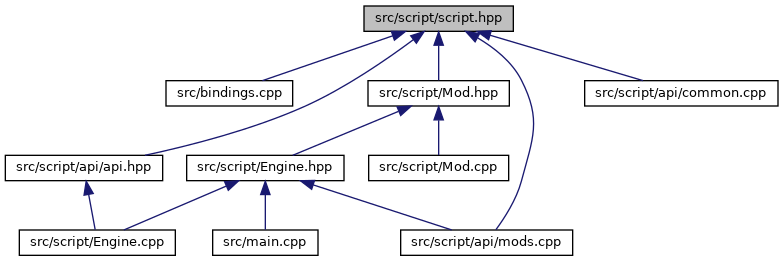 src/script/script.hpp
src/bindings.cpp
src/script/Mod.hpp
src/script/api/common.cpp
src/script/api/api.hpp
src/script/Engine.hpp
src/script/Mod.cpp
src/script/Engine.cpp
src/main.cpp
src/script/api/mods.cpp